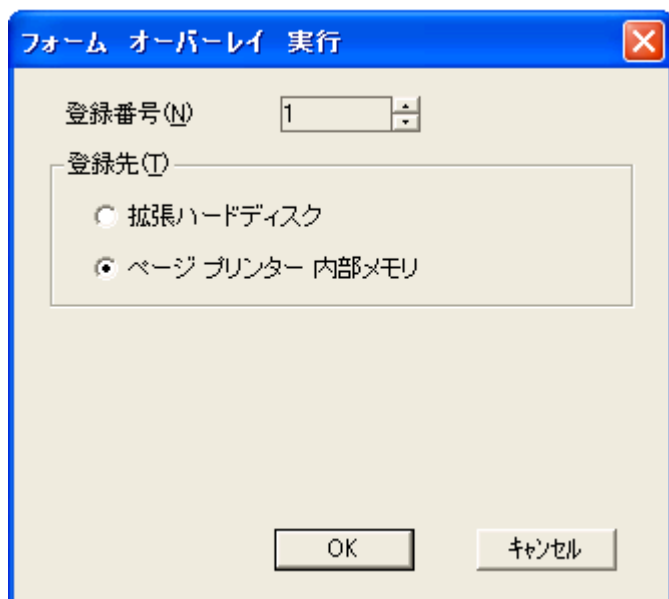 フォーム オーバーレイ 実行
登録番号(N) 1
登録先(T)
拡張ハードディスク
ページ プリンター 内部メモリ
OK キャンセル